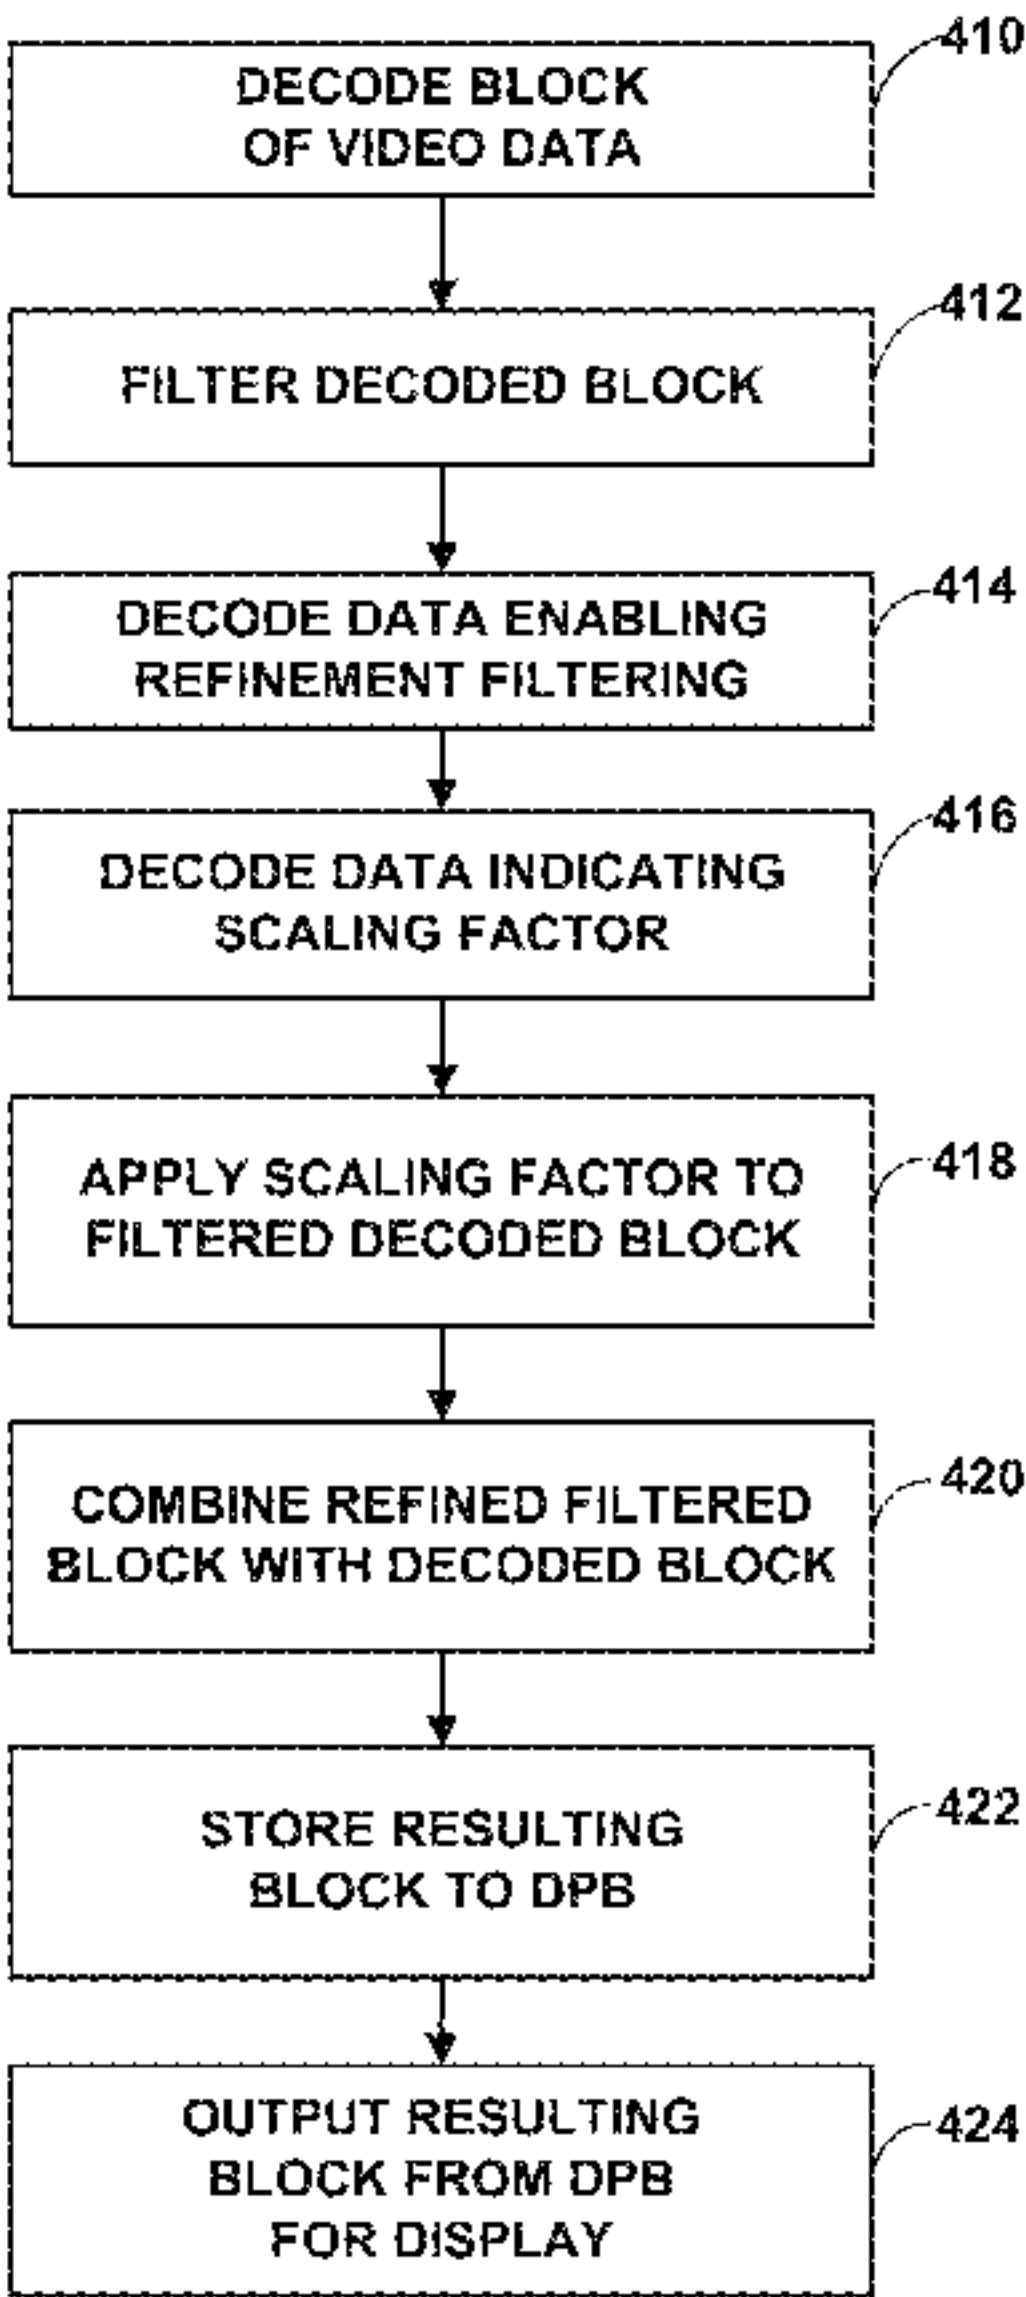 410
DECODE BLOCK
OF VIDEO DATA
412
FILTER DECODED BLOCK
414
DECODE DATA ENABLING
REFINEMENT FILTERING
416
DECODE DATA INDICATING
SCALING FACTOR
418
APPLY SCALING FACTOR TO
FILTERED DECODED BLOCK
420
COMBINE REFINED FILTERED
BLOCK WITH DECODED BLOCK
422
STORE RESULTING
BLOCK TO DPB
424
OUTPUT RESULTING
BLOCK FROM DPB
FOR DISPLAY